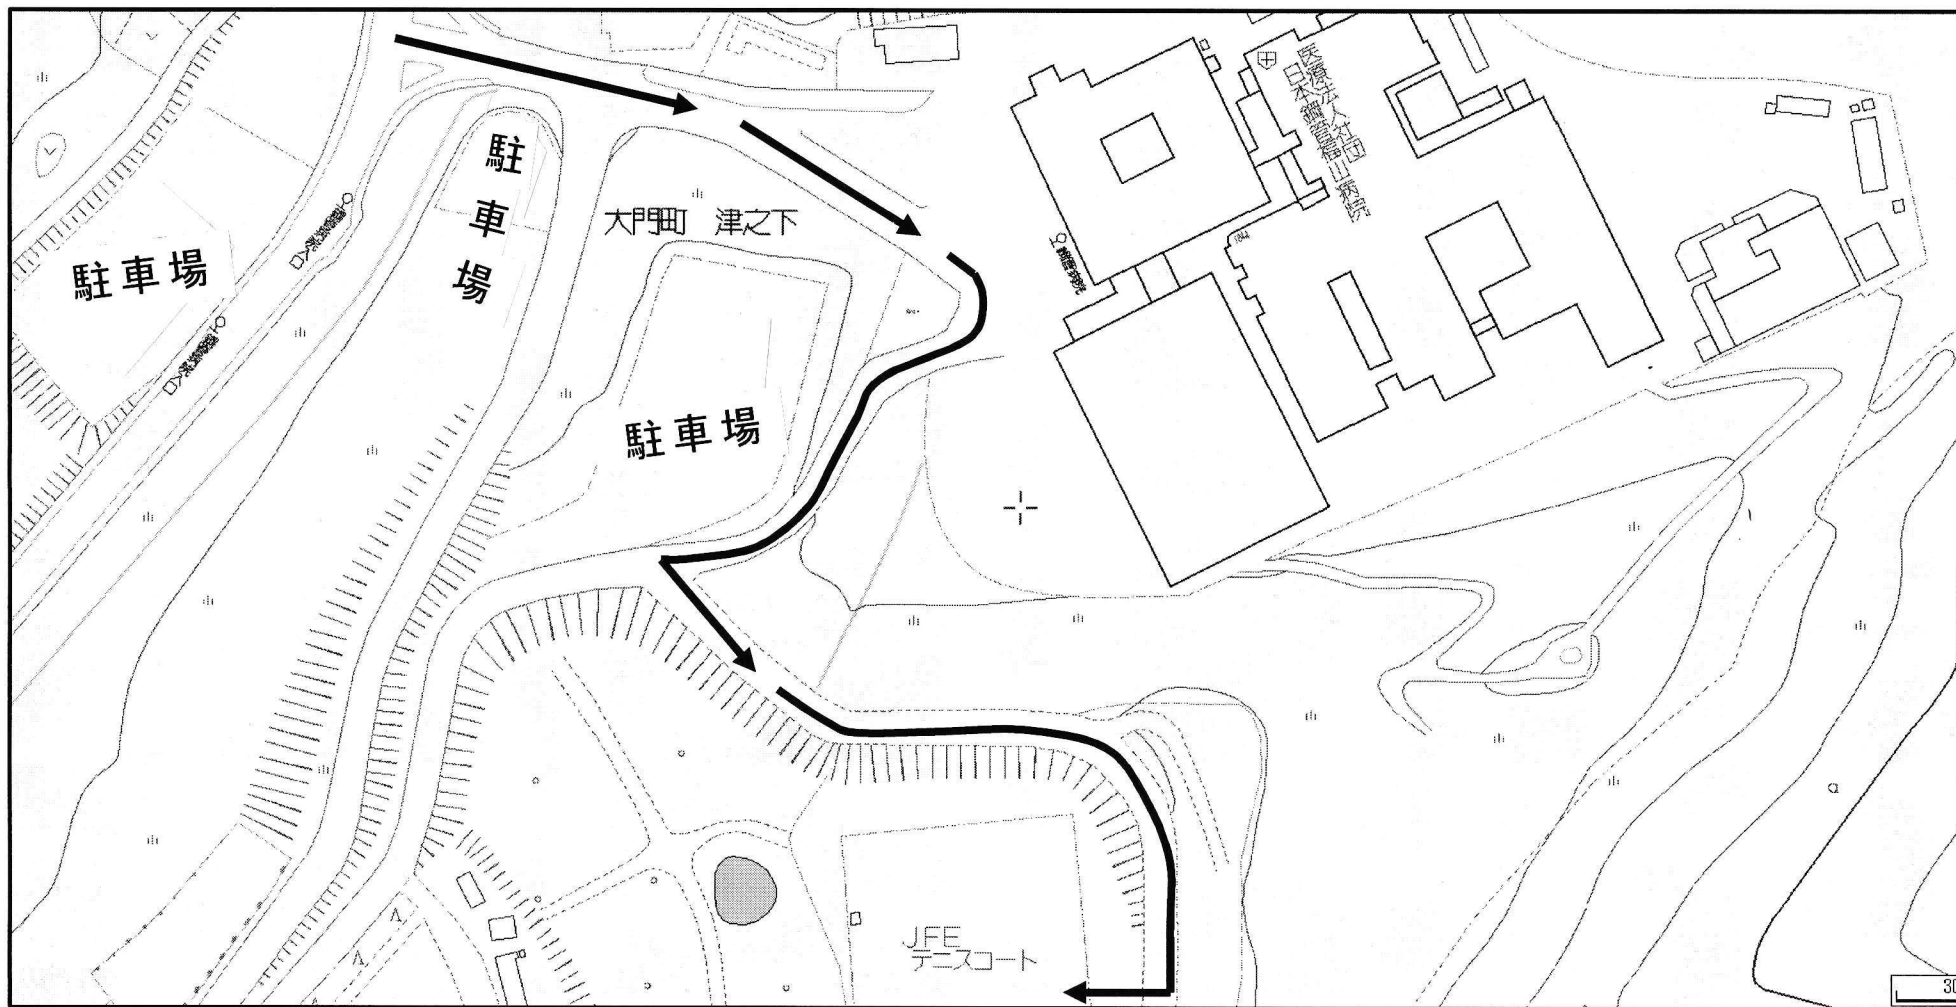 医療法人社団
日本鋼管福山病院
駐車場
大門町 津之下
駐車場
駐車場
JFE
テニスコート